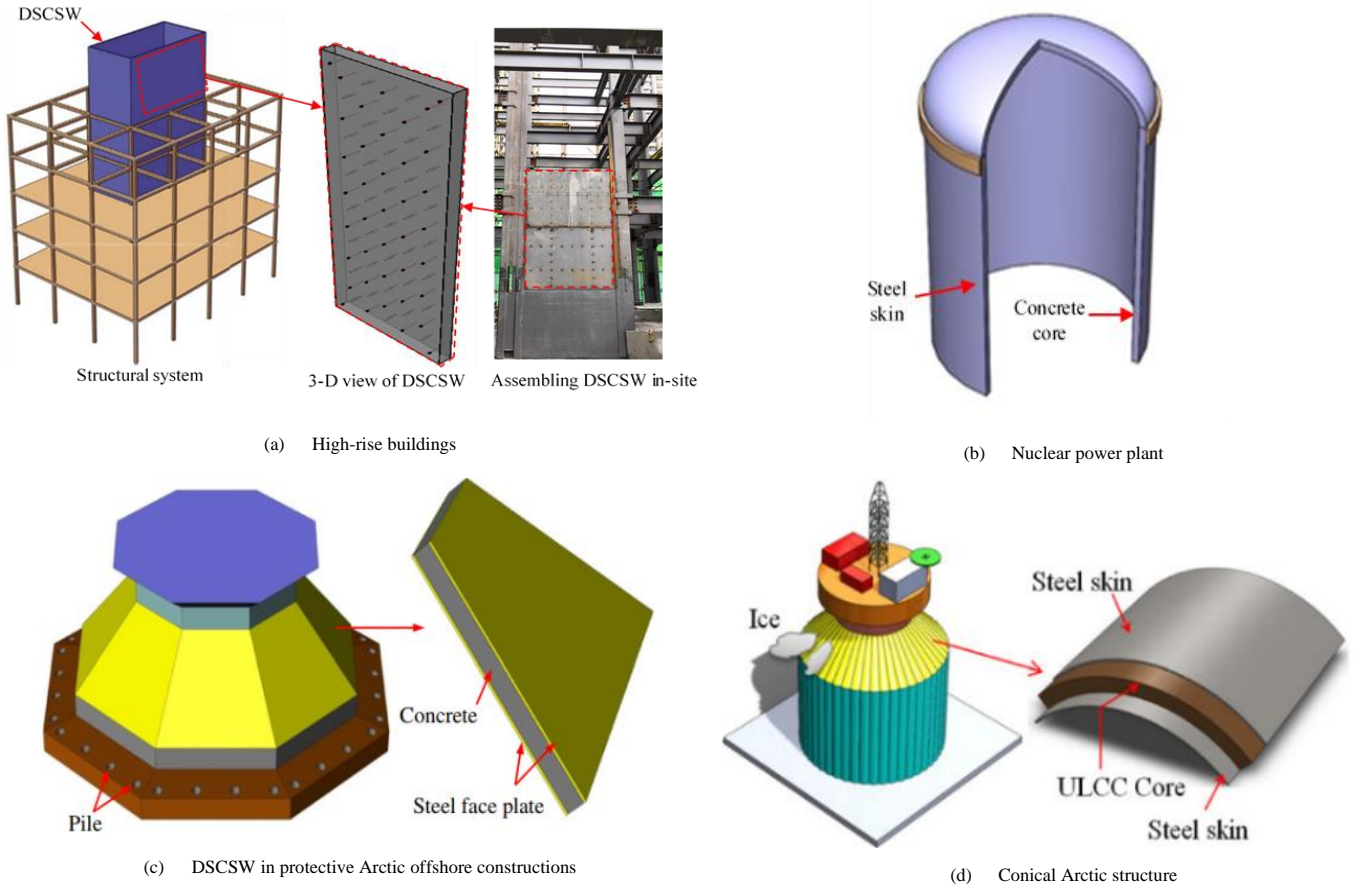 DSCSW
Structural system
3-D view of DSCSW
Assembling DSCSW in-site
(a) High-rise buildings
Steel
skin
Concrete
core
(b) Nuclear power plant
Concrete
Steel face plate
Pile
(c) DSCSW in protective Arctic offshore constructions
Ice
Steel skin
ULCC Core
Steel skin
(d) Conical Arctic structure